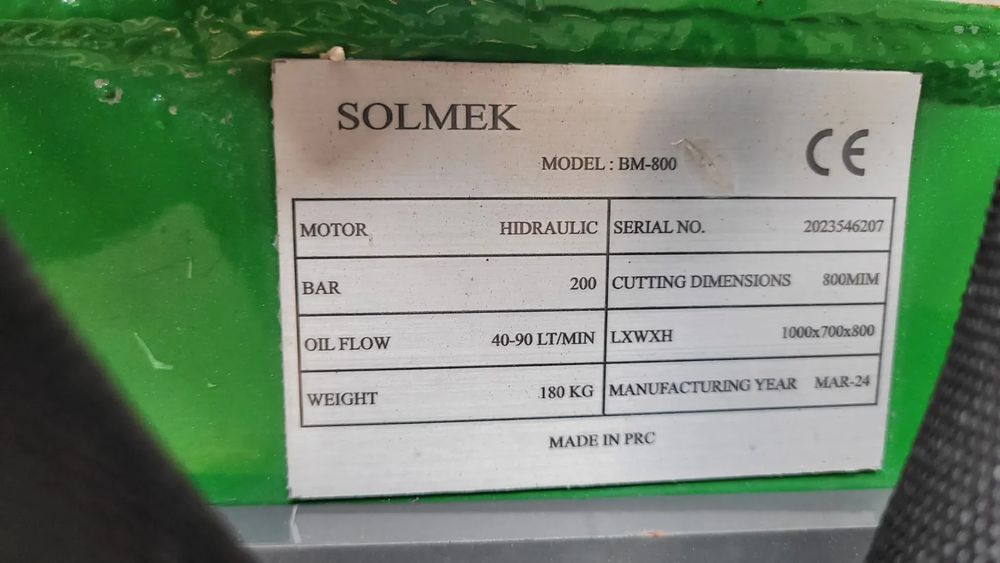 SOLMEK
MODEL : BM-800
CE
MOTOR HIDRAULIC SERIAL NO. 2023546207
BAR 200 CUTTING DIMENSIONS 800MIM
OIL FLOW 40-90 LT/MIN LXWXH 1000x700x800
WEIGHT 180 KG MANUFACTURING YEAR MAR-24
MADE IN PRC